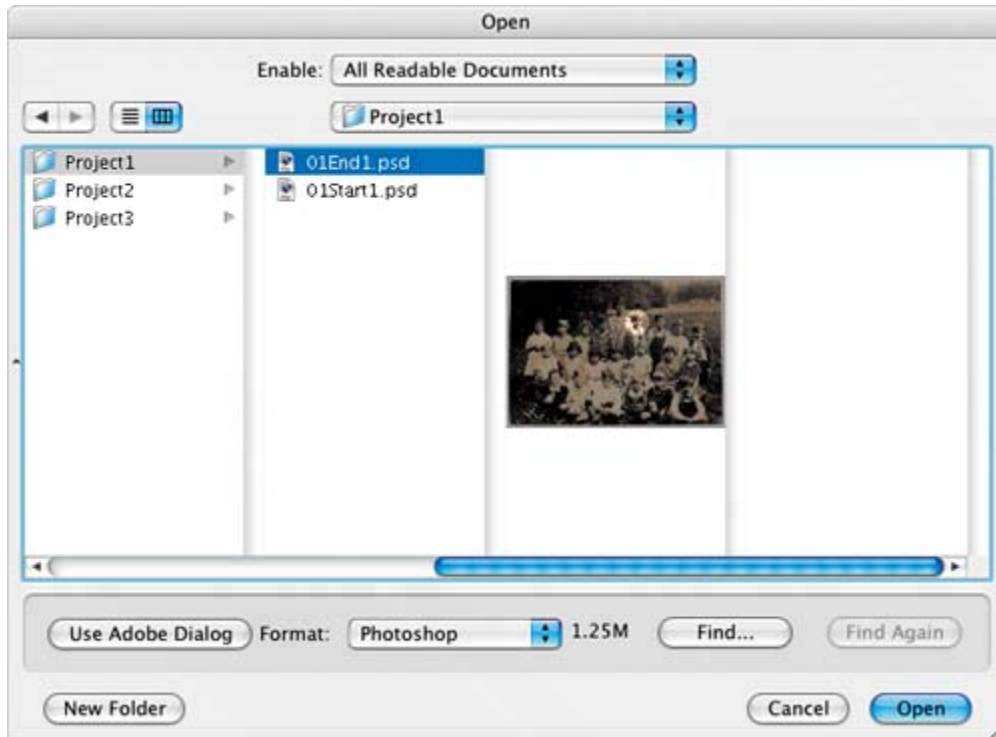 Open
Enable: All Readable Documents
Project1
Project1 01End1.psd
Project2 01Start1.psd
Project3
Use Adobe Dialog Format: Photoshop 1.25M Find... Find Again
New Folder Cancel Open